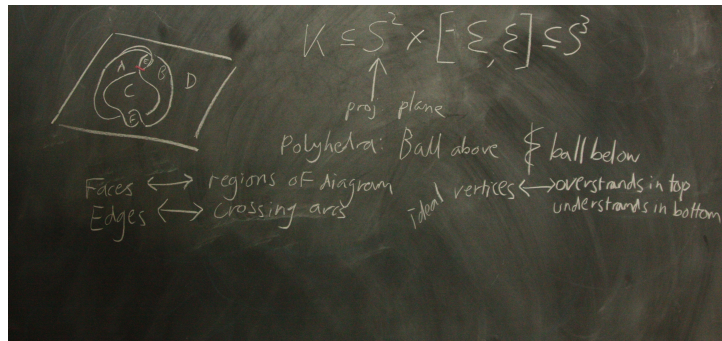 K ⊆ S² × [-ε, ε] ⊆ S³
A E B D
C
F
proj plane
Polyhedra: Ball above & ball below
Faces ↔ regions of diagram
Edges ↔ crossing arcs
ideal vertices ↔ overstrands in top
understrands in bottom